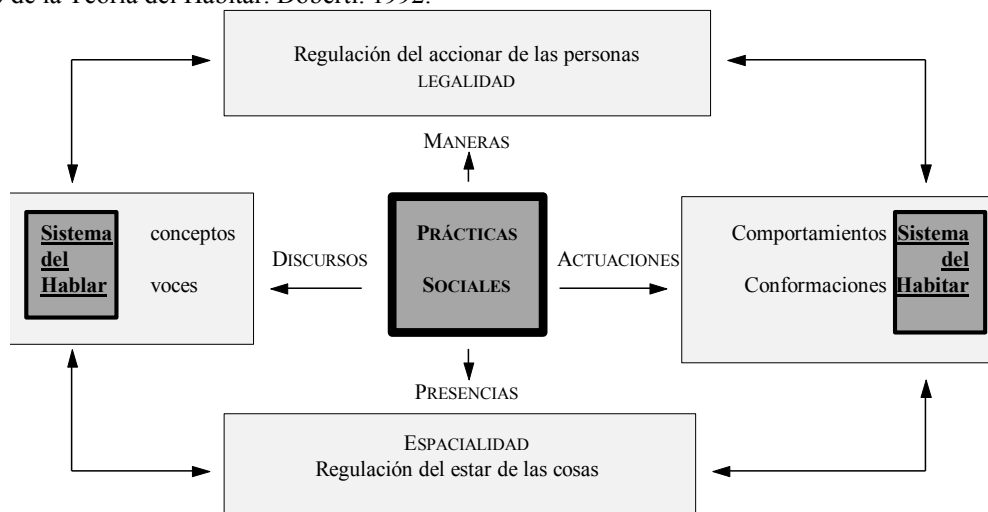 de la Teoría del Habitar. Doberti. 1992.
Regulación del accionar de las personas
LEGALIDAD
MANERAS
Sistema del Hablar
conceptos
voces
DISCURSOS
PRÁCTICAS
SOCIALES
ACTUACIONES
Comportamientos
Conformaciones
Sistema del Habitar
PRESENCIAS
ESPACIALIDAD
Regulación del estar de las cosas